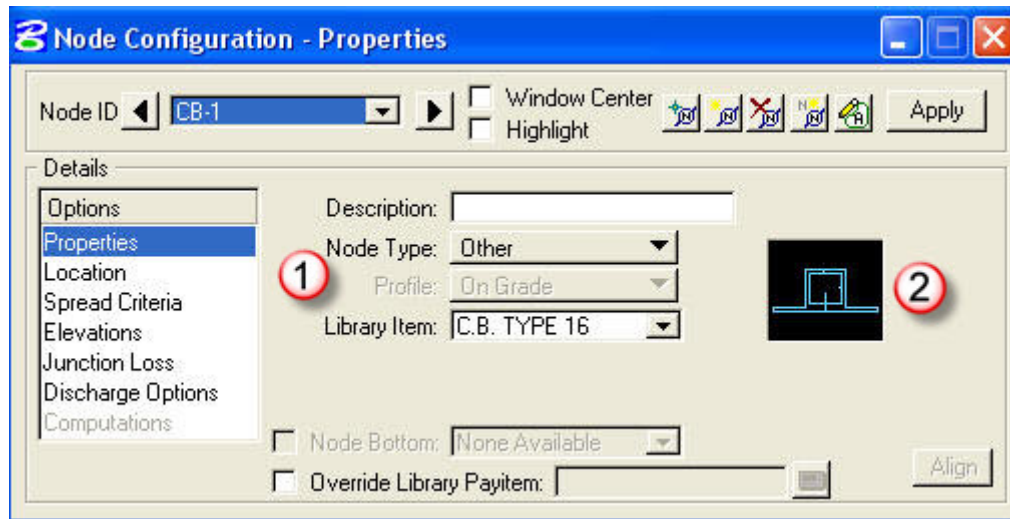 Node Configuration - Properties
Node ID CB-1 Window Center Apply
Highlight
Details
Options
Properties
Location
Spread Criteria
Elevations
Junction Loss
Discharge Options
Computations
Description:
Node Type: Other
1
Profile: On Grade
Library Item: C.B. TYPE 16
2
Node Bottom: None Available
Override Library Payitem:
Align